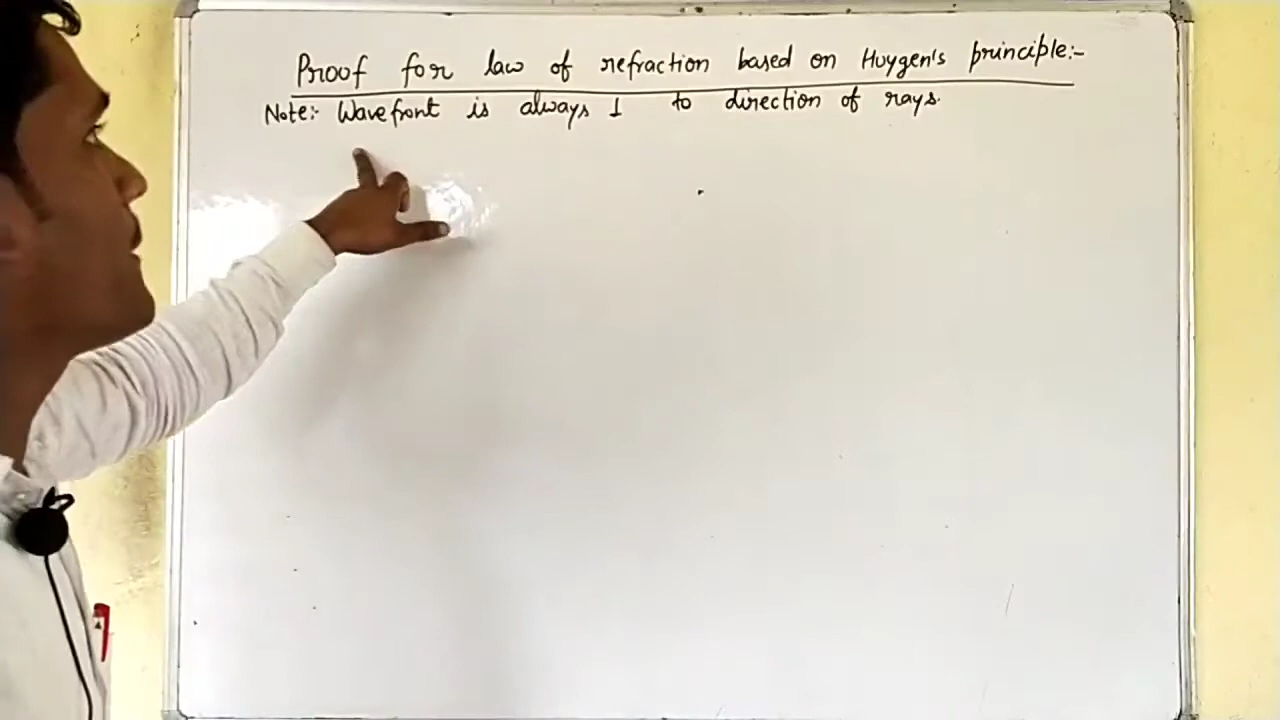 Proof for law of refraction based on Huygen's principle:-
Note:- Wavefront is always ⊥ to direction of rays.